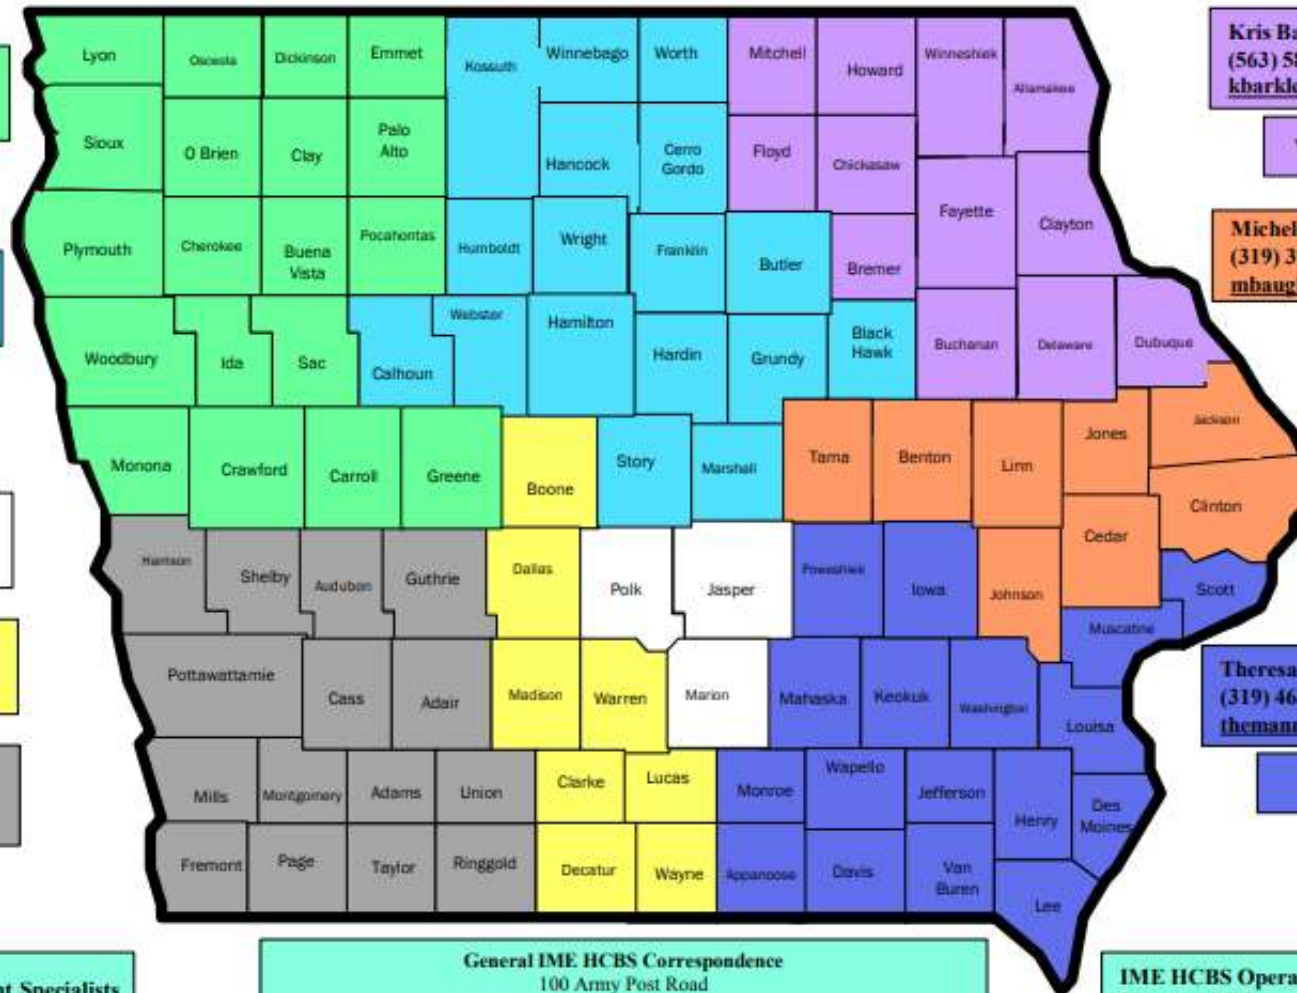 Kris Ba
(563) 58
kbarkle
Lyon
Osceola
Dickinson
Emmet
Kossuth
Winnebago
Worth
Mitchell
Howard
Winneshiek
Allamakee
Sioux
O Brien
Clay
Palo
Alto
Hancock
Cerro
Gordo
Floyd
Chickasaw
Fayette
Clayton
Michel
(319) 3
mbaug
Plymouth
Cherokee
Buena
Vista
Pocahontas
Humboldt
Wright
Franklin
Butler
Bremer
Woodbury
Ida
Sac
Calhoun
Webster
Hamilton
Hardin
Grundy
Black
Hawk
Buchanan
Delaware
Dubuque
Monona
Crawford
Carroll
Greene
Boone
Story
Marshall
Tama
Benton
Linn
Jones
Jackson
Clinton
Cedar
Harrison
Shelby
Audubon
Guthrie
Dallas
Polk
Jasper
Poweshiek
Iowa
Johnson
Scott
Muscatine
Pottawattamie
Cass
Adair
Madison
Warren
Marion
Mahaska
Keokuk
Washington
Louisa
Theresa
(319) 46
themann
Mills
Montgomery
Adams
Union
Clarke
Lucas
Monroe
Wapello
Jefferson
Henry
Des
Moines
Fremont
Page
Taylor
Ringgold
Decatur
Wayne
Appanoose
Davis
Van
Buren
Lee
nt Specialists
General IME HCBS Correspondence
100 Army Post Road
IME HCBS Opera